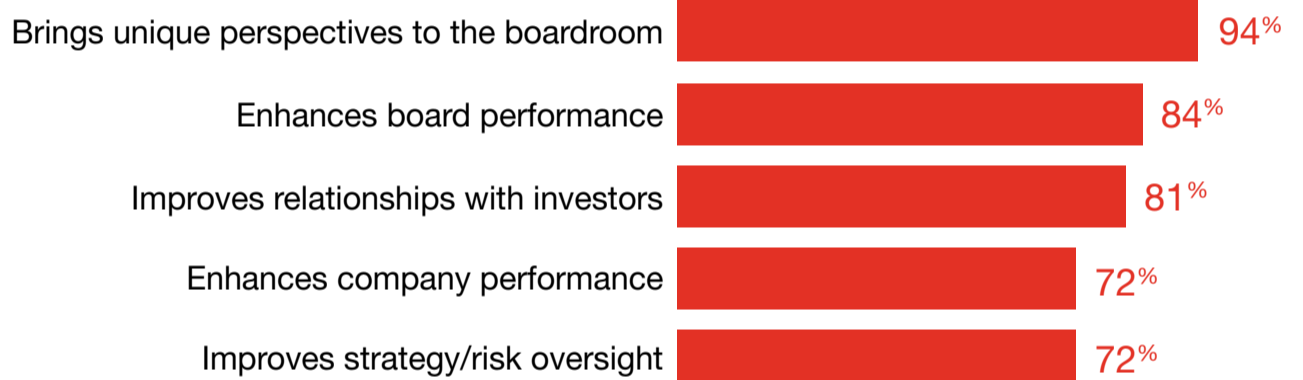 Brings unique perspectives to the boardroom 94%
Enhances board performance 84%
Improves relationships with investors 81%
Enhances company performance 72%
Improves strategy/risk oversight 72%